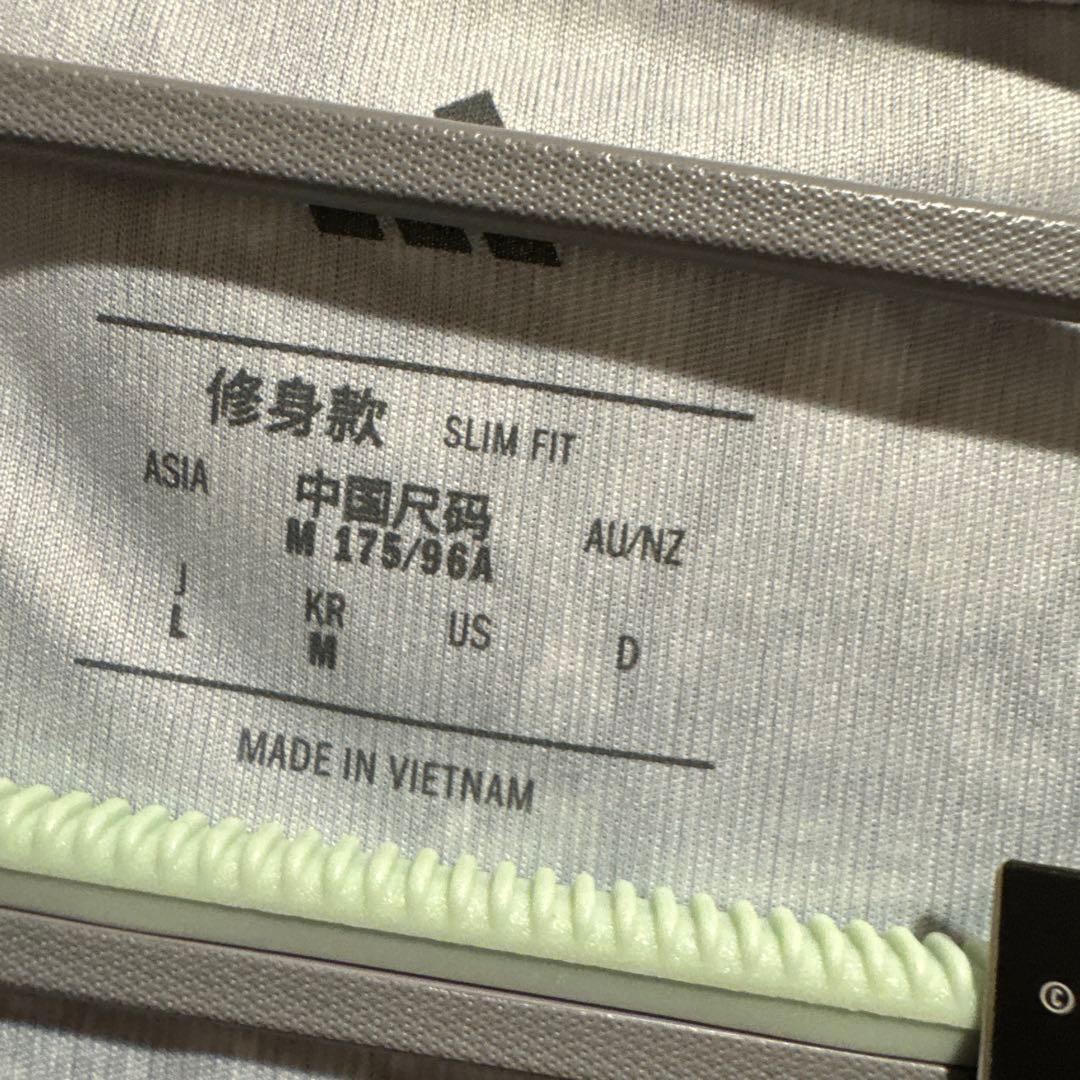 修身款 SLIM FIT
ASIA 中国尺码 AU/NZ
M 175/96A
J KR US D
L M
MADE IN VIETNAM
©